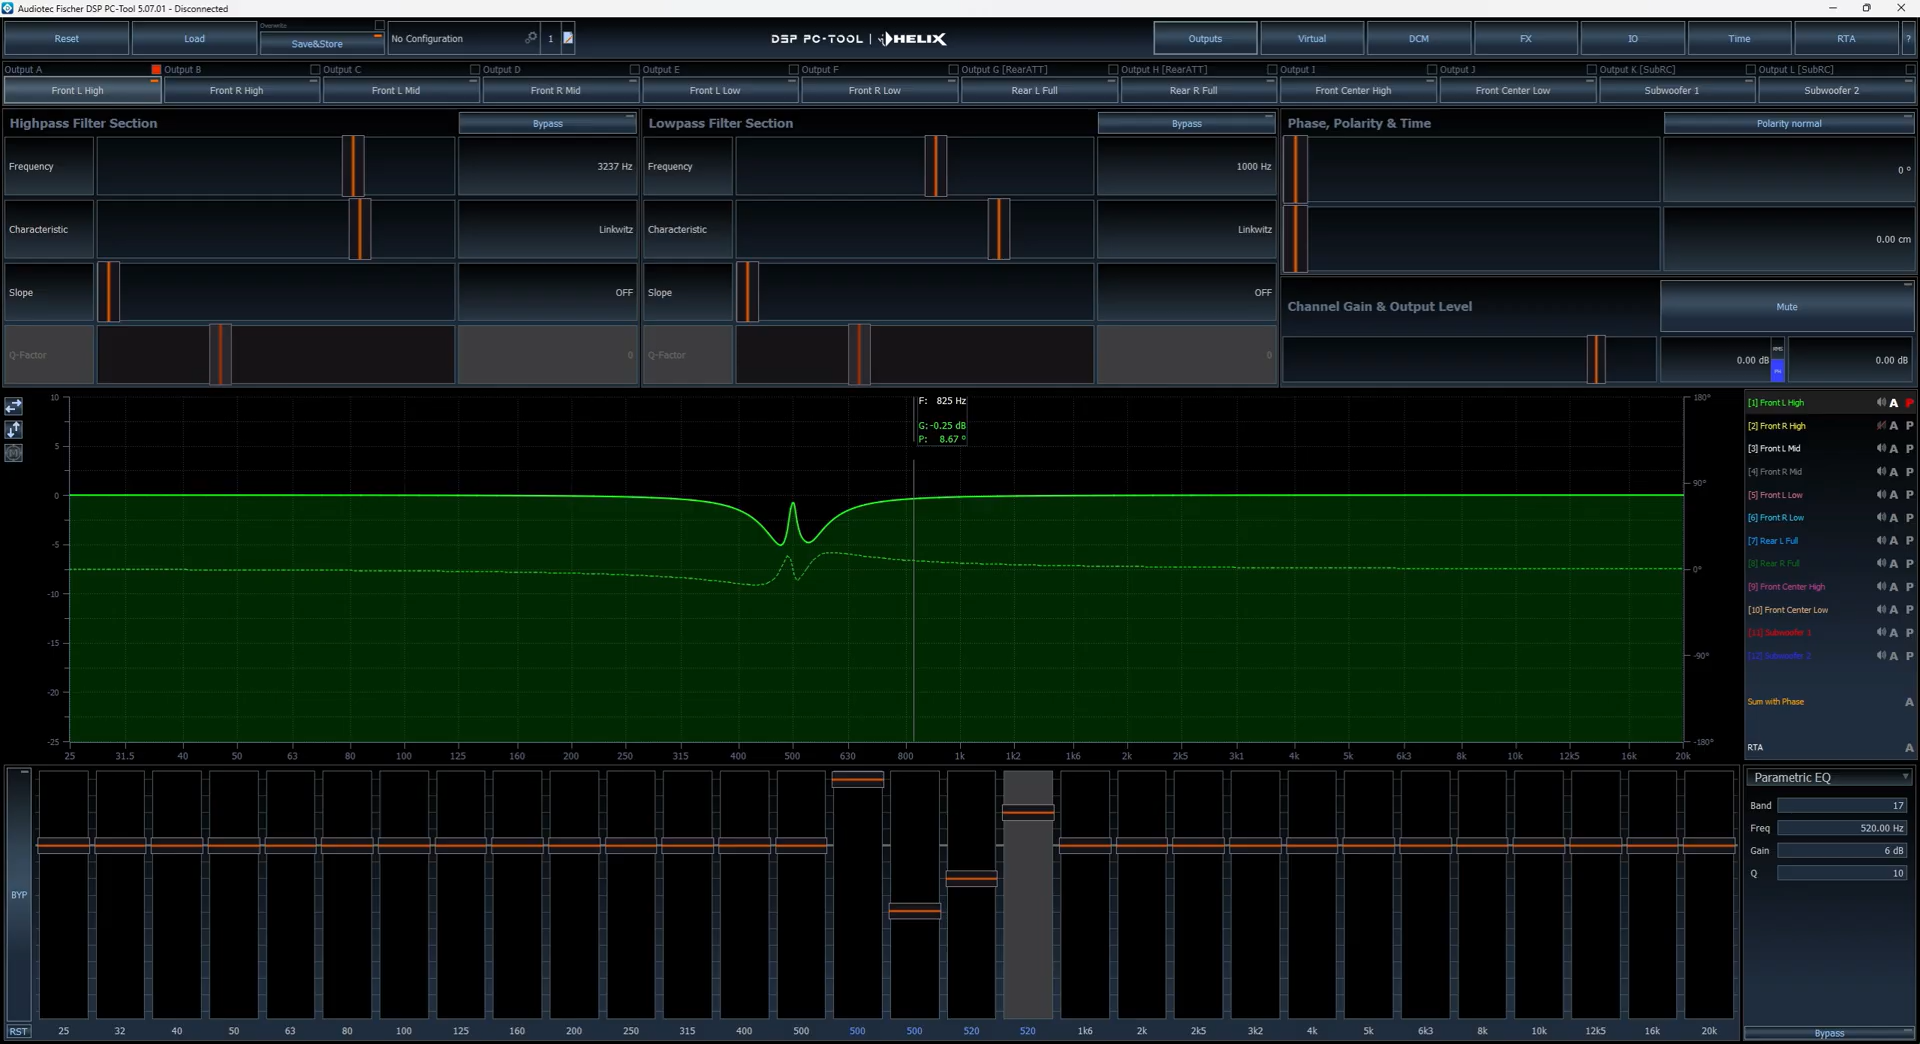 Audiotec Fischer DSP PC-Tool 5.07.01 - Disconnected
Reset
Load
Save&Store
No Configuration
1
DSP PC-TOOL | HELIX
Outputs
Virtual
DCM
FX
IO
Time
RTA
?
Output A
Output B
Output C
Output D
Output E
Output F
Output G [RearATT]
Output H [RearATT]
Output I
Output J
Output K [SubRC]
Output L [SubRC]
Front L High
Front R High
Front L Mid
Front R Mid
Front L Low
Front R Low
Rear L Full
Rear R Full
Front Center High
Front Center Low
Subwoofer 1
Subwoofer 2
Highpass Filter Section
Bypass
Frequency
3237 Hz
Characteristic
Linkwitz
Slope
OFF
Q-Factor
0
Lowpass Filter Section
Bypass
Frequency
1000 Hz
Characteristic
Linkwitz
Slope
OFF
Q-Factor
0
Phase, Polarity & Time
Polarity normal
0 °
0.00 cm
Channel Gain & Output Level
Mute
0.00 dB
0.00 dB
F: 825 Hz
G:-0.25 dB
P: 8.67 °
10
5
0
-5
-10
-15
-20
-25
180°
90°
0°
-90°
-180°
25 31.5 40 50 63 80 100 125 160 200 250 315 400 500 630 800 1k 1k2 1k6 2k 2k5 3k1 4k 5k 6k3 8k 10k 12k5 16k 20k
[1] Front L High A P
[2] Front R High A P
[3] Front L Mid A P
[4] Front R Mid A P
[5] Front L Low A P
[6] Front R Low A P
[7] Rear L Full A P
[8] Rear R Full A P
[9] Front Center High A P
[10] Front Center Low A P
[11] Subwoofer 1 A P
[12] Subwoofer 2 A P
Sum with Phase A
RTA A
BYP
RST
25 32 40 50 63 80 100 125 160 200 250 315 400 500 500 500 520 520 1k6 2k 2k5 3k2 4k 5k 6k3 8k 10k 12k5 16k 20k
Parametric EQ
Band 17
Freq 520.00 Hz
Gain 6 dB
Q 10
Bypass